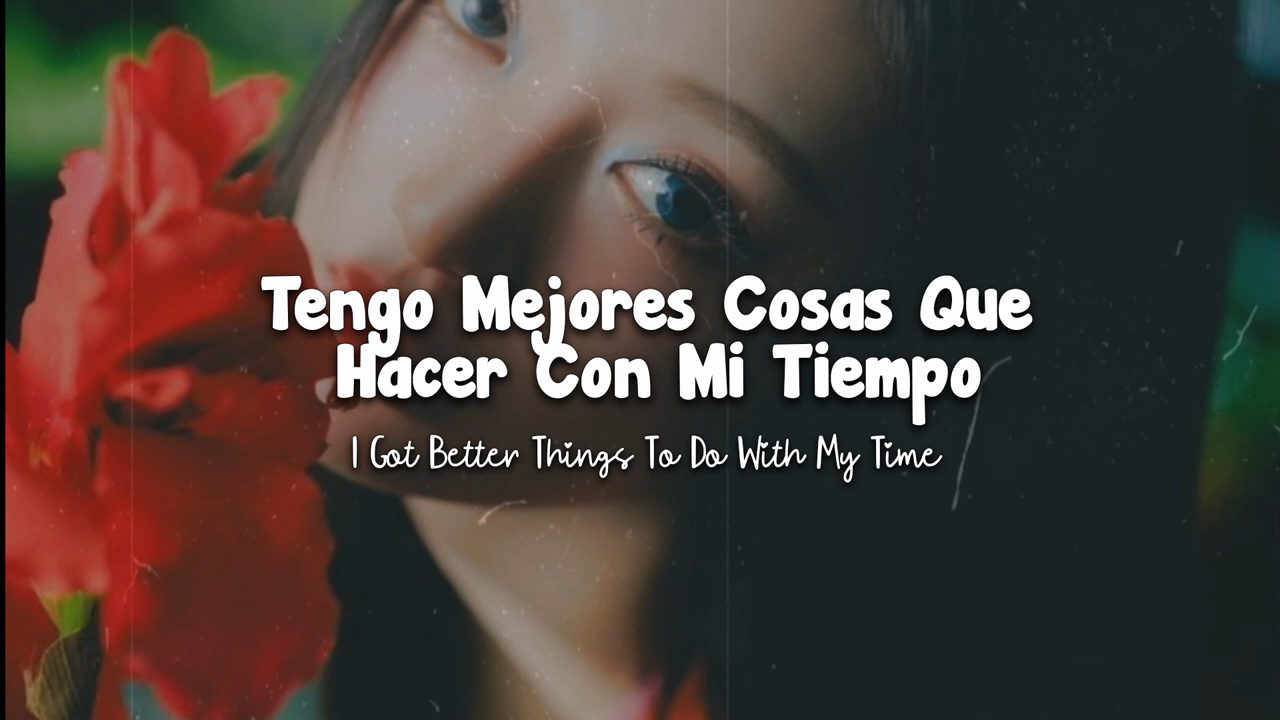 Tengo Mejores Cosas Que
Hacer Con Mi Tiempo
I Got Better Things To Do With My Time